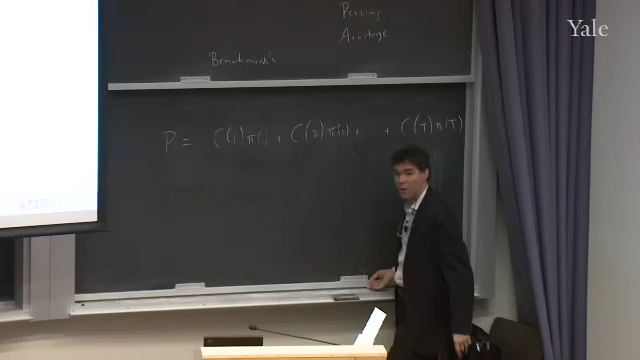 Yale
Pricing
Arbitrage
Benchmarks
P = C(1)π(1) + C(2)π(2) + ... + C(T)π(T)